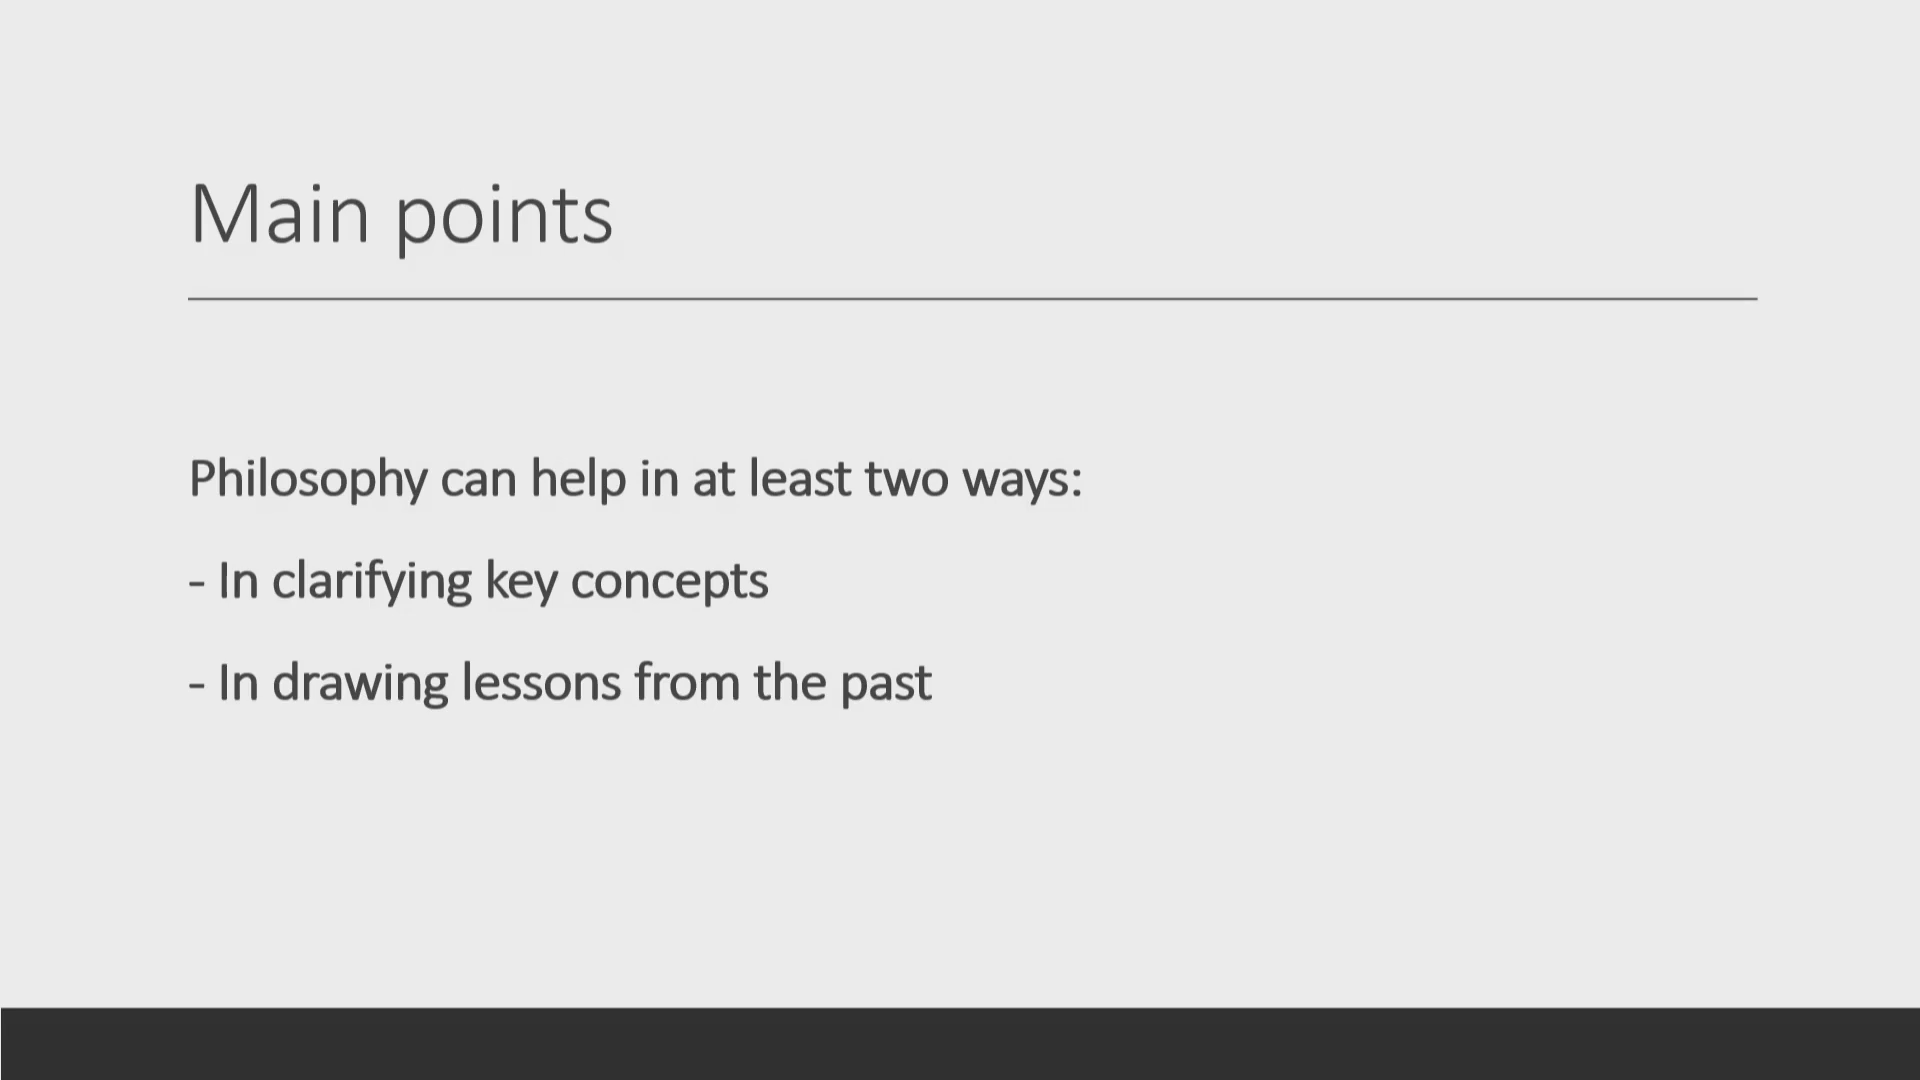 Main points
Philosophy can help in at least two ways:
- In clarifying key concepts
- In drawing lessons from the past